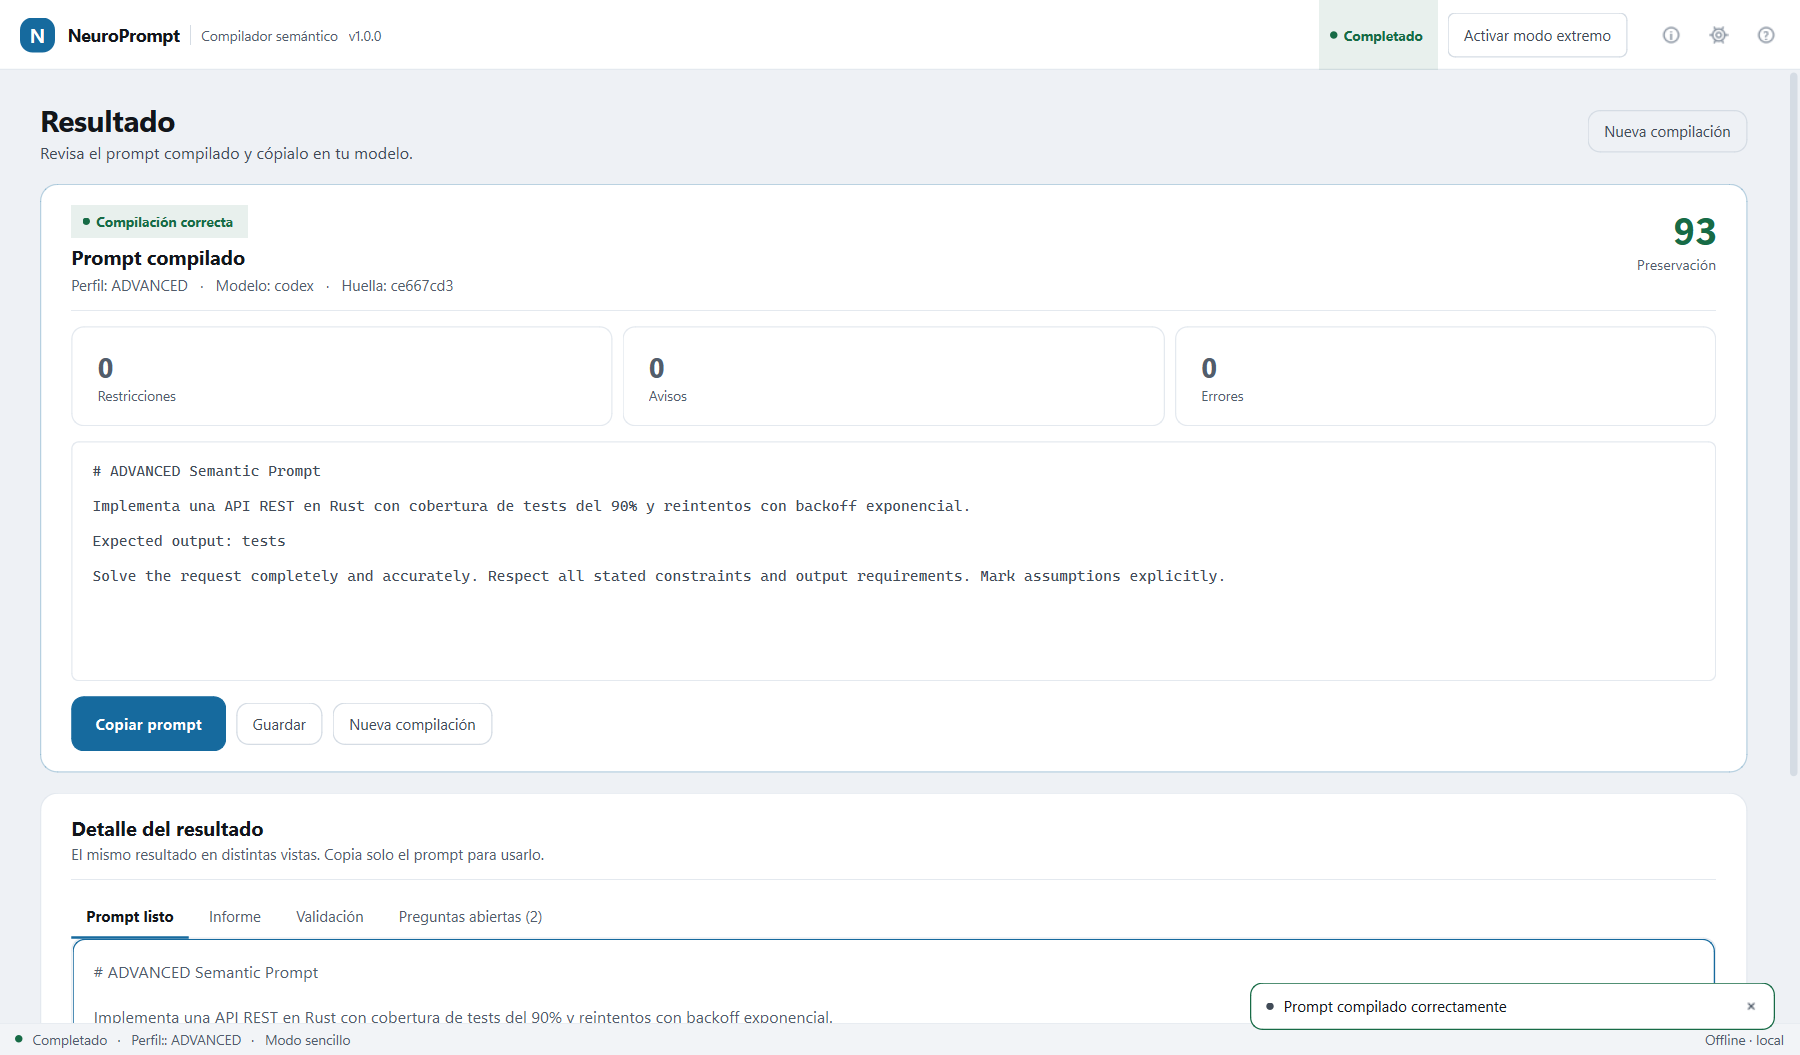 N NeuroPrompt Compilador semántico v1.0.0 Completado Activar modo extremo
Resultado
Revisa el prompt compilado y cópialo en tu modelo.
Nueva compilación
Compilación correcta
Prompt compilado
Perfil: ADVANCED · Modelo: codex · Huella: ce667cd3
93
Preservación
0
Restricciones
0
Avisos
0
Errores
# ADVANCED Semantic Prompt
Implementa una API REST en Rust con cobertura de tests del 90% y reintentos con backoff exponencial.
Expected output: tests
Solve the request completely and accurately. Respect all stated constraints and output requirements. Mark assumptions explicitly.
Copiar prompt Guardar Nueva compilación
Detalle del resultado
El mismo resultado en distintas vistas. Copia solo el prompt para usarlo.
Prompt listo Informe Validación Preguntas abiertas (2)
# ADVANCED Semantic Prompt
Implementa una API REST en Rust con cobertura de tests del 90% y reintentos con backoff exponencial.
Prompt compilado correctamente ×
Completado · Perfil:: ADVANCED · Modo sencillo Offline · local